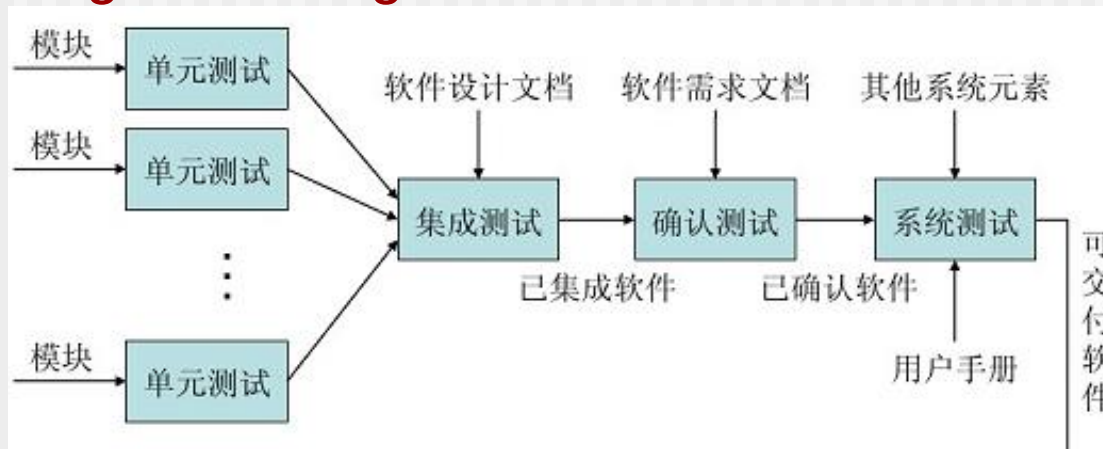 模块
单元测试
模块
单元测试
模块
单元测试
软件设计文档
软件需求文档
其他系统元素
集成测试
确认测试
系统测试
已集成软件
已确认软件
用户手册
可交付软件